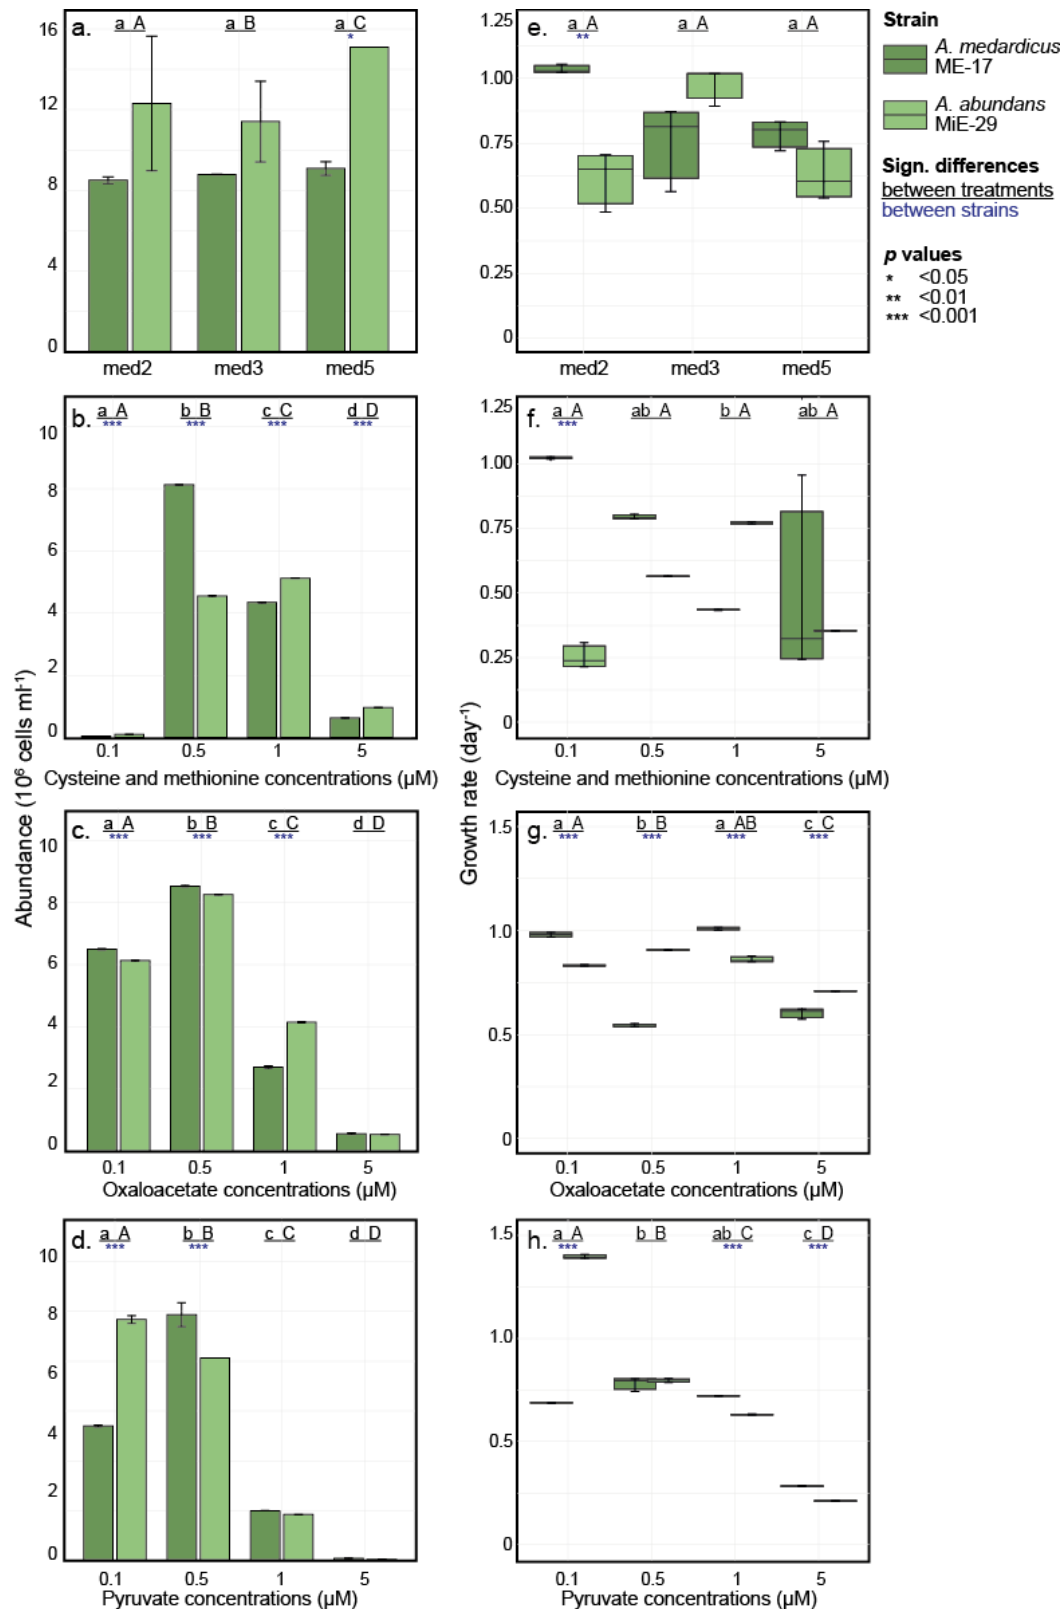 a.
a A
a B
a C
*
16
12
8
4
0
med2
med3
med5
e.
a A
**
a A
a A
1.25
1.00
0.75
0.50
0.25
0
med2
med3
med5
Strain
A. medardicus
ME-17
A. abundans
MiE-29
Sign. differences
between treatments
between strains
p values
* <0.05
** <0.01
*** <0.001
b.
a A
b B
c C
d D
***
***
***
***
10
8
6
4
2
0
0.1
0.5
1
5
Cysteine and methionine concentrations (µM)
f.
a A
ab A
b A
ab A
***
1.25
1.00
0.75
0.50
0.25
0
0.1
0.5
1
5
Cysteine and methionine concentrations (µM)
Abundance (10⁶ cells ml⁻¹)
Growth rate (day⁻¹)
c.
a A
b B
c C
d D
***
***
***
10
8
6
4
2
0
0.1
0.5
1
5
Oxaloacetate concentrations (µM)
g.
a A
b B
a AB
c C
***
***
***
***
1.5
1.0
0.5
0
0.1
0.5
1
5
Oxaloacetate concentrations (µM)
d.
a A
b B
c C
d D
***
***
10
8
6
4
2
0
0.1
0.5
1
5
Pyruvate concentrations (µM)
h.
a A
b B
ab C
c D
***
***
***
1.5
1.0
0.5
0
0.1
0.5
1
5
Pyruvate concentrations (µM)